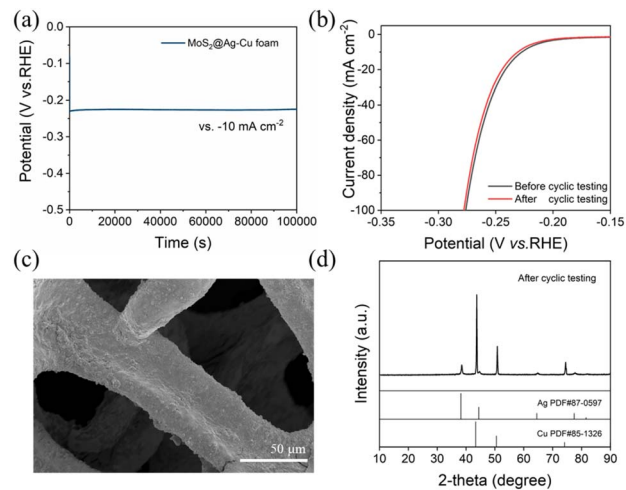 (a)
0.0
-0.1
-0.2
-0.3
-0.4
-0.5
Potential (V vs.RHE)
MoS₂@Ag-Cu foam
vs. -10 mA cm⁻²
0 20000 40000 60000 80000 100000
Time (s)
(b)
0
-20
-40
-60
-80
-100
Current density (mA cm⁻²)
Before cyclic testing
After cyclic testing
-0.35 -0.30 -0.25 -0.20 -0.15
Potential (V vs.RHE)
(c)
50 μm
(d)
Intensity (a.u.)
After cyclic testing
Ag PDF#87-0597
Cu PDF#85-1326
10 20 30 40 50 60 70 80 90
2-theta (degree)